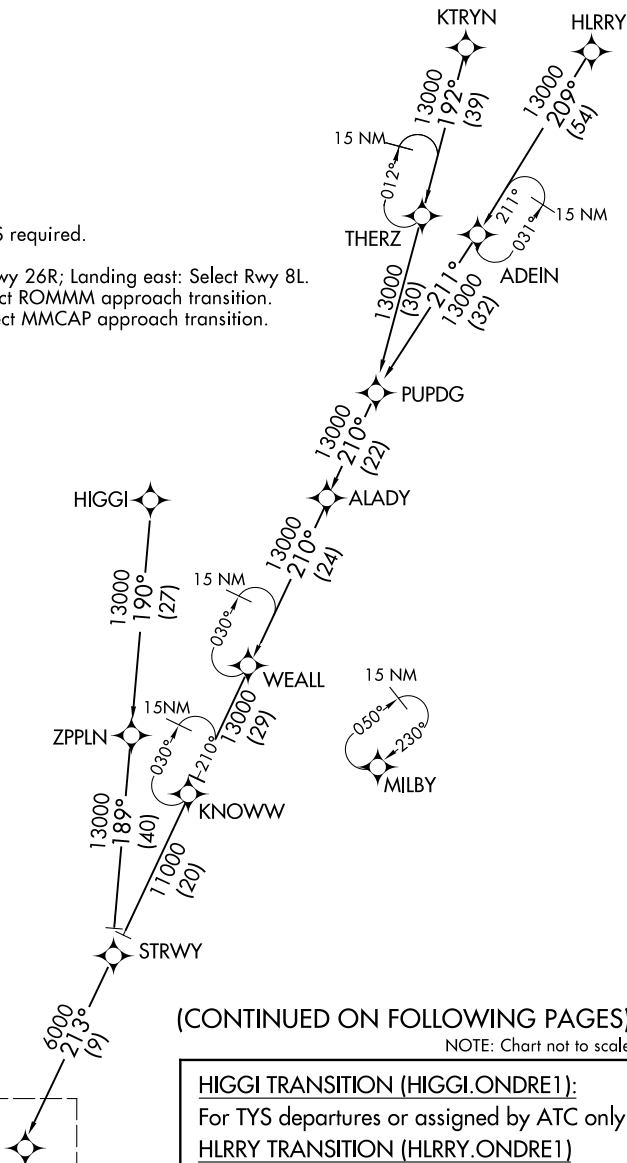 KTRYN
HLRRY
13000
192°
(39)
13000
209°
(54)
15 NM
012°
211°
15 NM
031°
S required.
THERZ
ADEIN
wy 26R; Landing east: Select Rwy 8L.
ct ROMMM approach transition.
ect MMCAP approach transition.
13000
(30)
211°
13000
(32)
PUPDG
13000
210°
(22)
HIGGI
ALADY
13000
210°
(24)
13000
190°
(27)
15 NM
030°
WEALL
15NM
13000
(29)
15 NM
050°
230°
ZPPLN
030°
210°
MILBY
KNOWW
13000
189°
(40)
11000
(20)
STRWY
6000
213°
(9)
(CONTINUED ON FOLLOWING PAGES)
NOTE: Chart not to scale
HIGGI TRANSITION (HIGGI.ONDRE1):
For TYS departures or assigned by ATC only
HLRRY TRANSITION (HLRRY.ONDRE1)